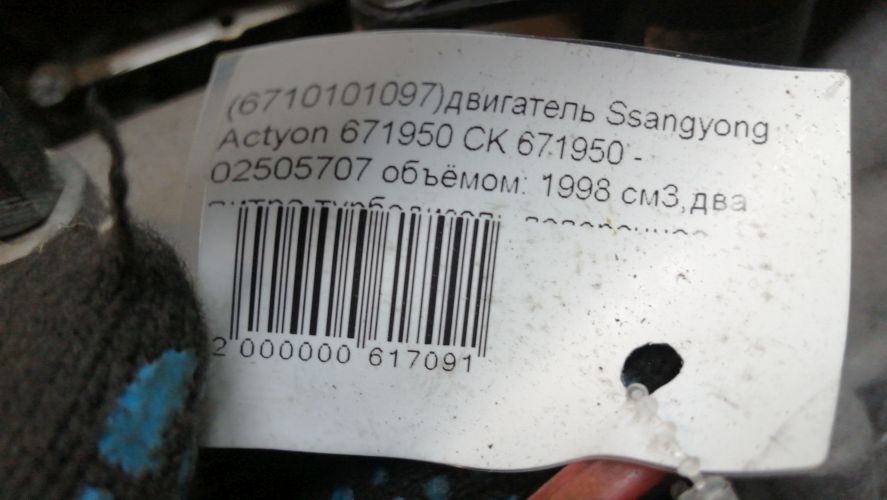 (6710101097)двигатель Ssangyong
Actyon 671950 CK 671950 -
02505707 объёмом: 1998 см3,два
2 000000 617091